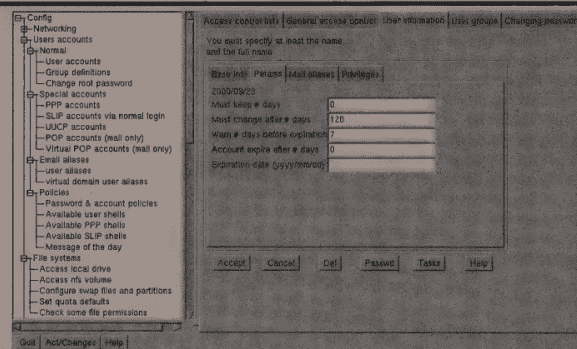 Config
Networking
Users accounts
Normal
User accounts
Group definitions
Change root password
Special accounts
PPP accounts
SLIP accounts via normal login
UUCP accounts
POP accounts (mail only)
Virtual POP accounts (mail only)
Email aliases
user aliases
virtual domain user aliases
Policies
Password & account policies
Available user shells
Available PPP shells
Available SLIP shells
Message of the day
File systems
Access local drive
Access nfs volume
Configure swap files and partitions
Set quota defaults
Check some file permissions
Quit Act/Changes Help
Access control lists General access control User information User groups Changing password
You must specify at least the name
and the full name
Base info Params Mail aliases Privileges
2000/03/23
Must keep # days 0
Must change after # days 120
Warn # days before expiration 7
Account expire after # days 0
Expiration date (yyyy/mm/dd)
Accept Cancel Del Passwd Tasks Help